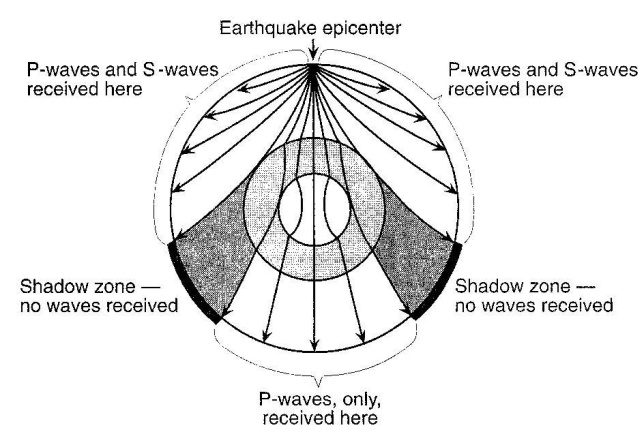 Earthquake epicenter
P-waves and S-waves
received here
P-waves and S-waves
received here
Shadow zone —
no waves received
Shadow zone —
no waves received
P-waves, only,
received here